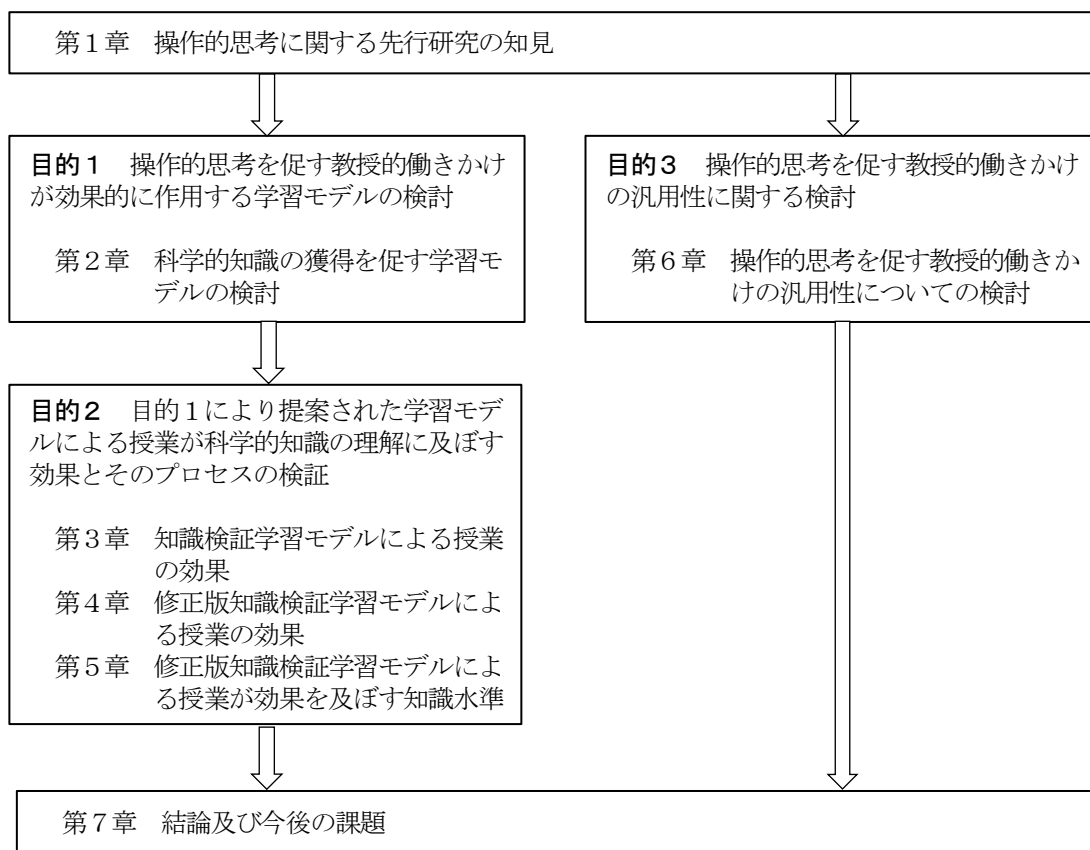 第１章　操作的思考に関する先行研究の知見
目的１　操作的思考を促す教授的働きかけ
が効果的に作用する学習モデルの検討
第２章　科学的知識の獲得を促す学習モ
デルの検討
目的２　目的１により提案された学習モデ
ルによる授業が科学的知識の理解に及ぼす
効果とそのプロセスの検証
第３章　知識検証学習モデルによる授業
の効果
第４章　修正版知識検証学習モデルによ
る授業の効果
第５章　修正版知識検証学習モデルによ
る授業が効果を及ぼす知識水準
目的３　操作的思考を促す教授的働きかけ
の汎用性に関する検討
第６章　操作的思考を促す教授的働きか
けの汎用性についての検討
第７章　結論及び今後の課題